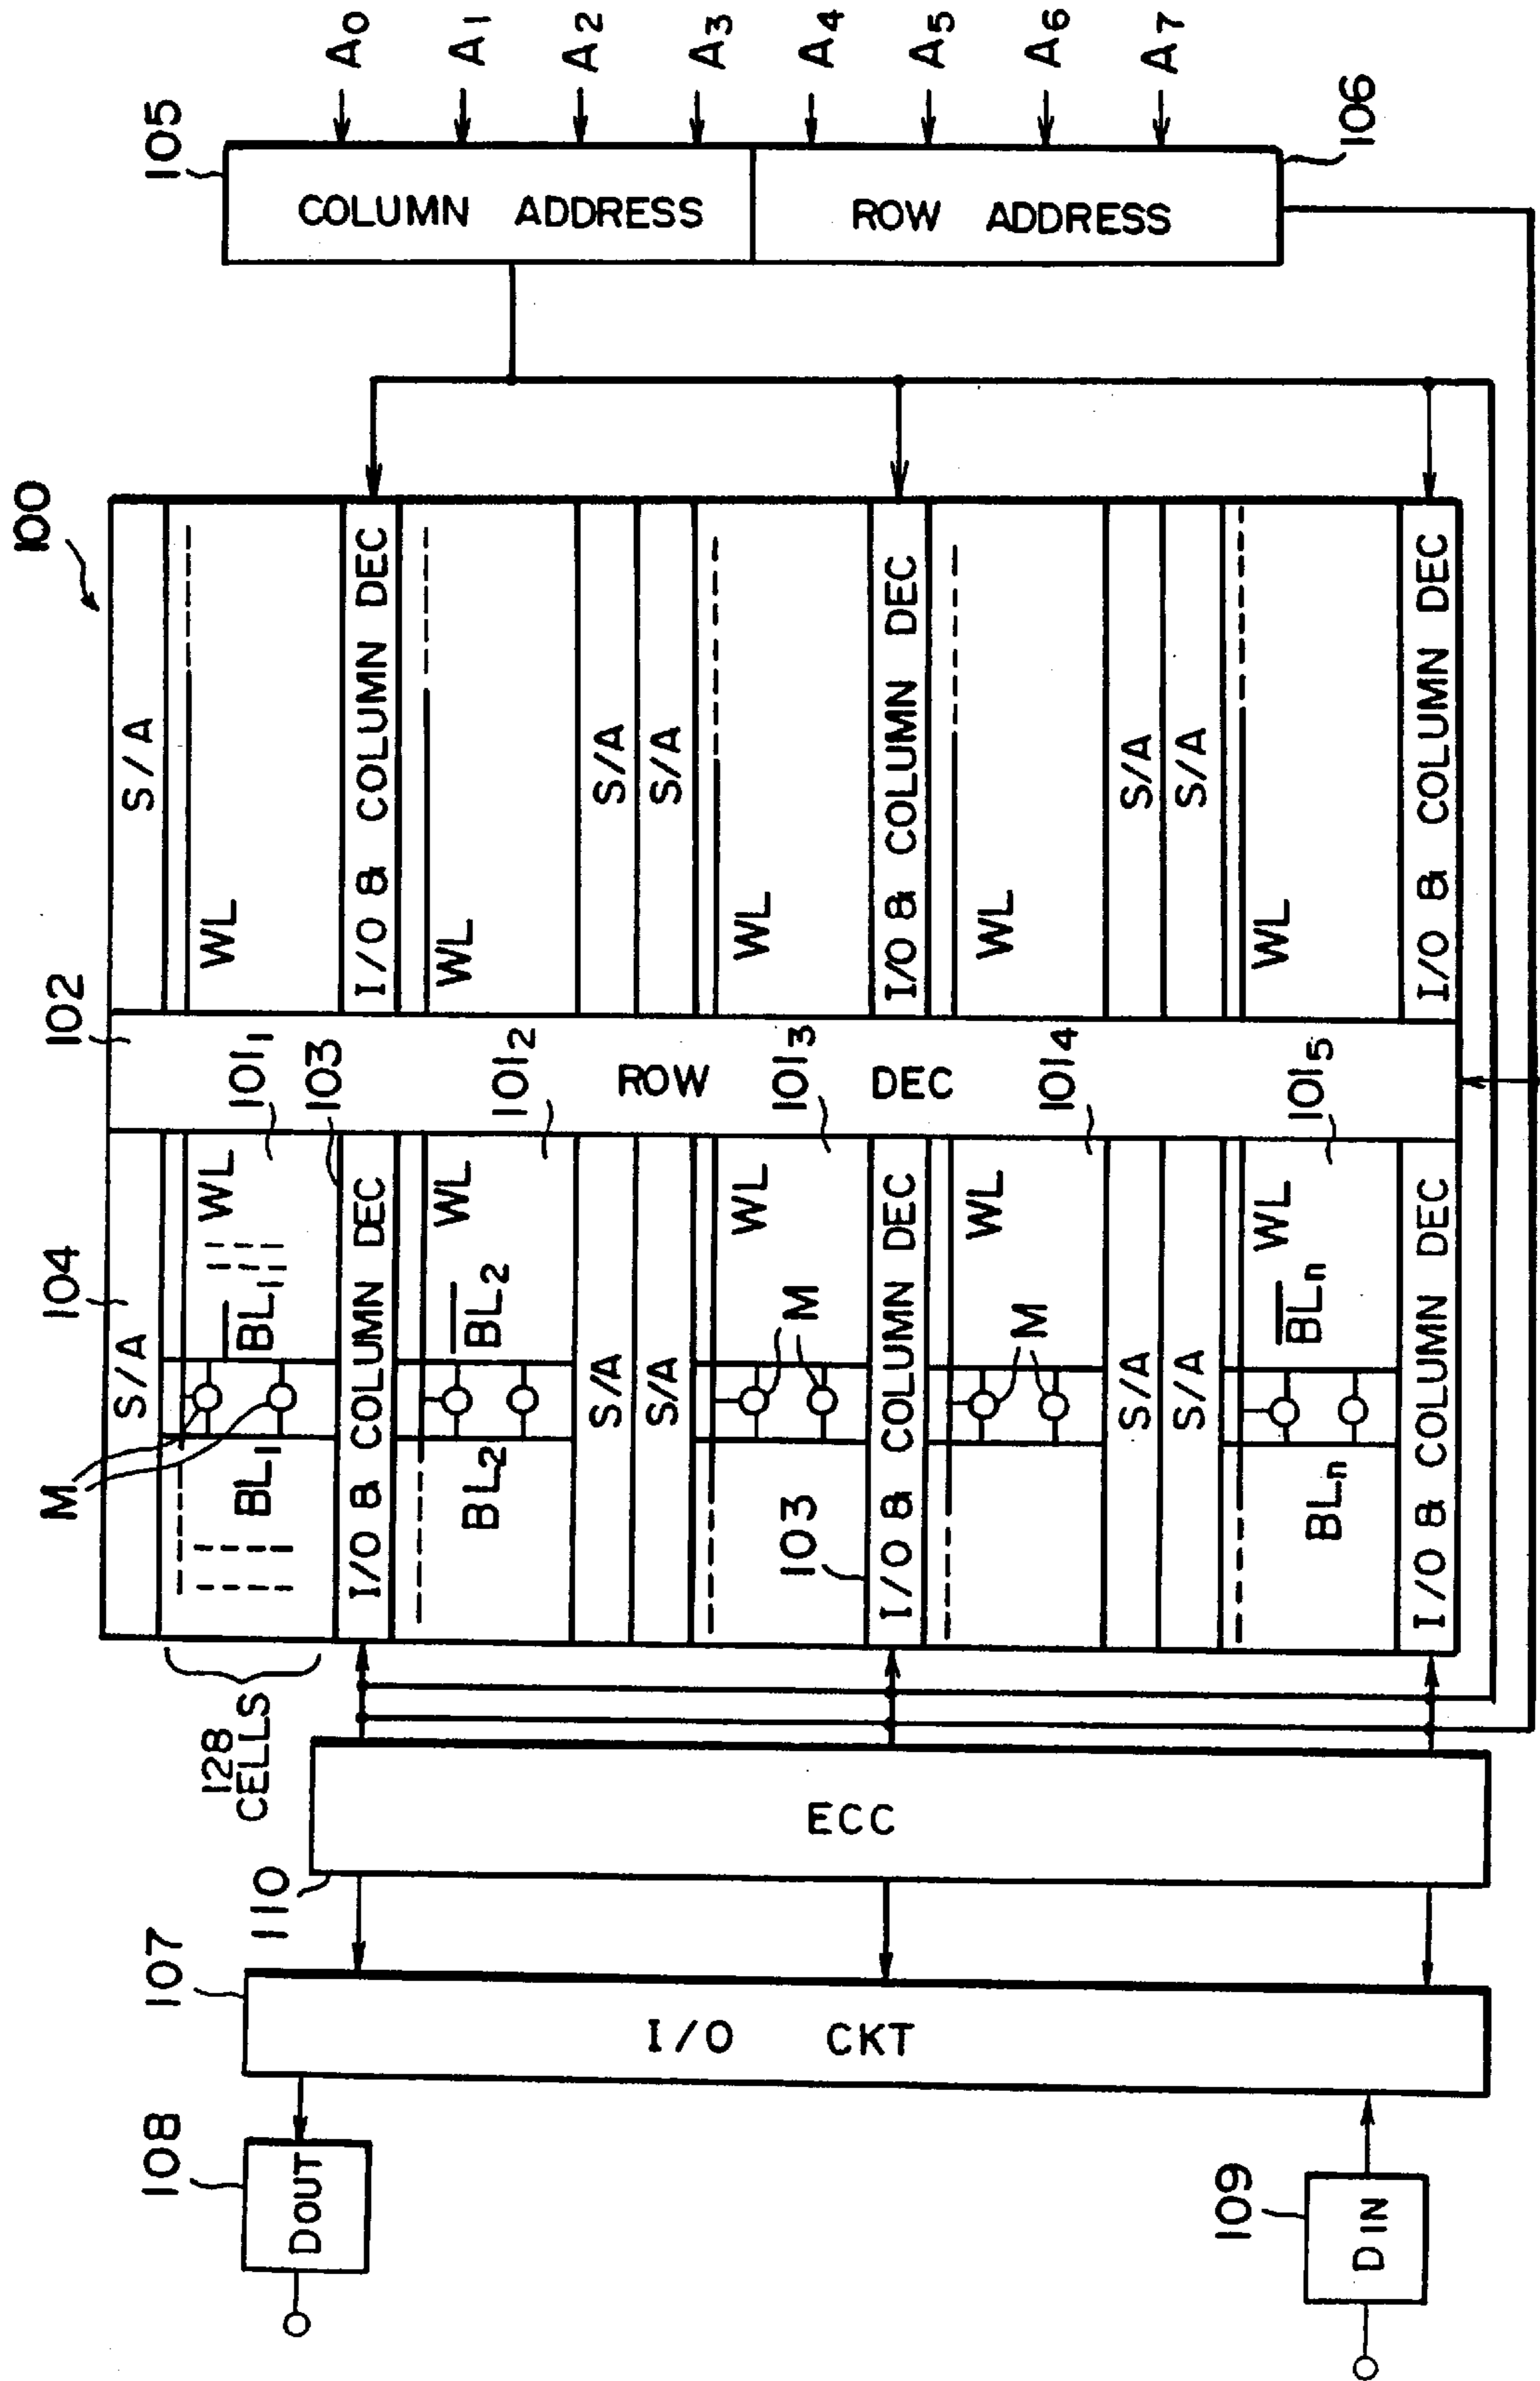 100
102
104
S/A
S/A
WL
WL
101₁
128 CELLS
M
BL₁
B̅L̅₁
103
I/O & COLUMN DEC
I/O & COLUMN DEC
WL
WL
101₂
BL₂
B̅L̅₂
S/A
S/A
S/A
S/A
ROW DEC
WL
WL
101₃
M
103
I/O & COLUMN DEC
I/O & COLUMN DEC
WL
WL
101₄
M
S/A
S/A
S/A
S/A
WL
WL
101₅
BLₙ
B̅L̅ₙ
I/O & COLUMN DEC
I/O & COLUMN DEC
105
COLUMN ADDRESS
ROW ADDRESS
106
A₀
A₁
A₂
A₃
A₄
A₅
A₆
A₇
110
ECC
107
I/O CKT
108
DOUT
109
DIN